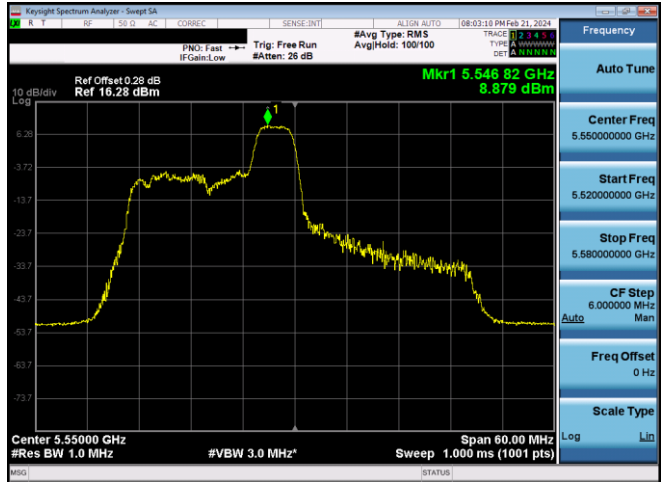 Keysight Spectrum Analyzer - Swept SA
R T RF 50 Ω AC CORREC SENSE:INT ALIGN AUTO 08:03:10 PM Feb 21, 2024
Frequency
PNO: Fast Trig: Free Run #Avg Type: RMS TRACE 1 2 3 4 5 6
IFGain:Low #Atten: 26 dB Avg|Hold: 100/100 TYPE A W W W W W
DET A N N N N N
Auto Tune
Mkr1 5.546 82 GHz
8.879 dBm
Ref Offset 0.28 dB
10 dB/div Ref 16.28 dBm
Log
1
6.28
-3.72
-13.7
-23.7
-33.7
-43.7
-53.7
-63.7
-73.7
Center Freq
5.550000000 GHz
Start Freq
5.520000000 GHz
Stop Freq
5.580000000 GHz
CF Step
6.000000 MHz
Auto Man
Freq Offset
0 Hz
Scale Type
Log Lin
Center 5.55000 GHz Span 60.00 MHz
#Res BW 1.0 MHz #VBW 3.0 MHz* Sweep 1.000 ms (1001 pts)
MSG STATUS